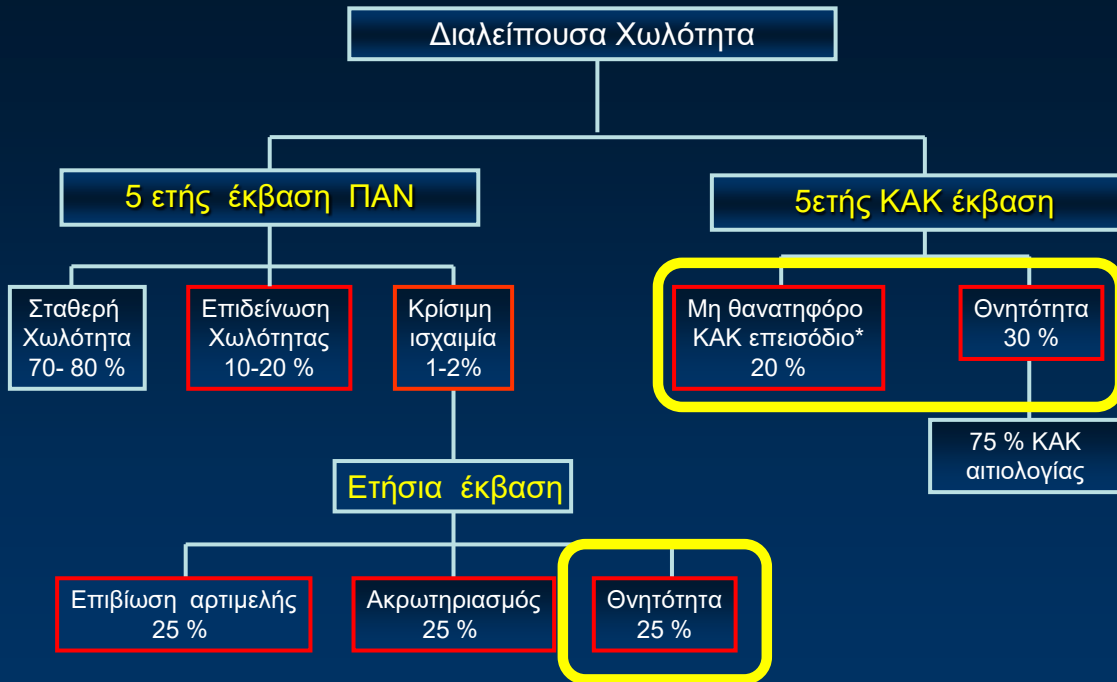 Διαλείπουσα Χωλότητα
5 ετής έκβαση ΠΑΝ
5ετής ΚΑΚ έκβαση
Σταθερή
Χωλότητα
70- 80 %
Επιδείνωση
Χωλότητας
10-20 %
Κρίσιμη
ισχαιμία
1-2%
Μη θανατηφόρο
ΚΑΚ επεισόδιο*
20 %
Θνητότητα
30 %
75 % ΚΑΚ
αιτιολογίας
Ετήσια έκβαση
Επιβίωση αρτιμελής
25 %
Ακρωτηριασμός
25 %
Θνητότητα
25 %